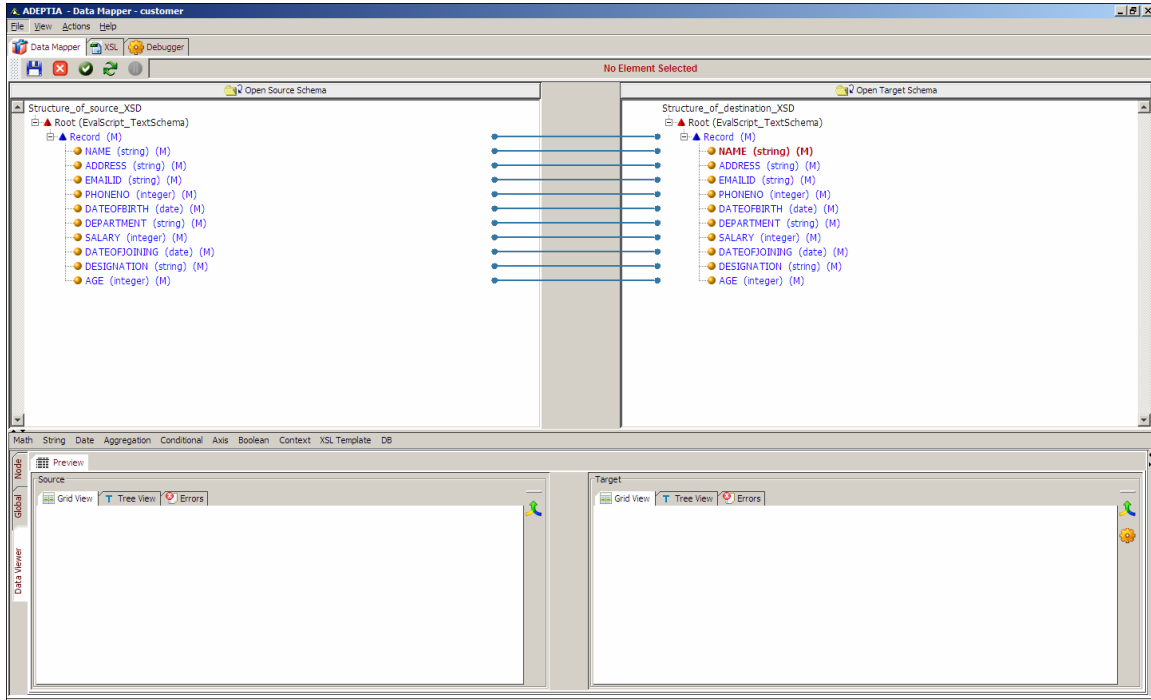 ADEPTIA - Data Mapper - customer
File View Actions Help
Data Mapper XSL Debugger
No Element Selected
Open Source Schema Open Target Schema
Structure_of_source_XSD
Root (EvalScript_TextSchema)
Record (M)
NAME (string) (M)
ADDRESS (string) (M)
EMAILID (string) (M)
PHONENO (integer) (M)
DATEOFBIRTH (date) (M)
DEPARTMENT (string) (M)
SALARY (integer) (M)
DATEOFJOINING (date) (M)
DESIGNATION (string) (M)
AGE (integer) (M)
Structure_of_destination_XSD
Root (EvalScript_TextSchema)
Record (M)
NAME (string) (M)
ADDRESS (string) (M)
EMAILID (string) (M)
PHONENO (integer) (M)
DATEOFBIRTH (date) (M)
DEPARTMENT (string) (M)
SALARY (integer) (M)
DATEOFJOINING (date) (M)
DESIGNATION (string) (M)
AGE (integer) (M)
Math String Date Aggregation Conditional Axis Boolean Context XSL Template DB
Node
Global
Data Viewer
Preview
Source
Grid View T Tree View Errors
Target
Grid View T Tree View Errors